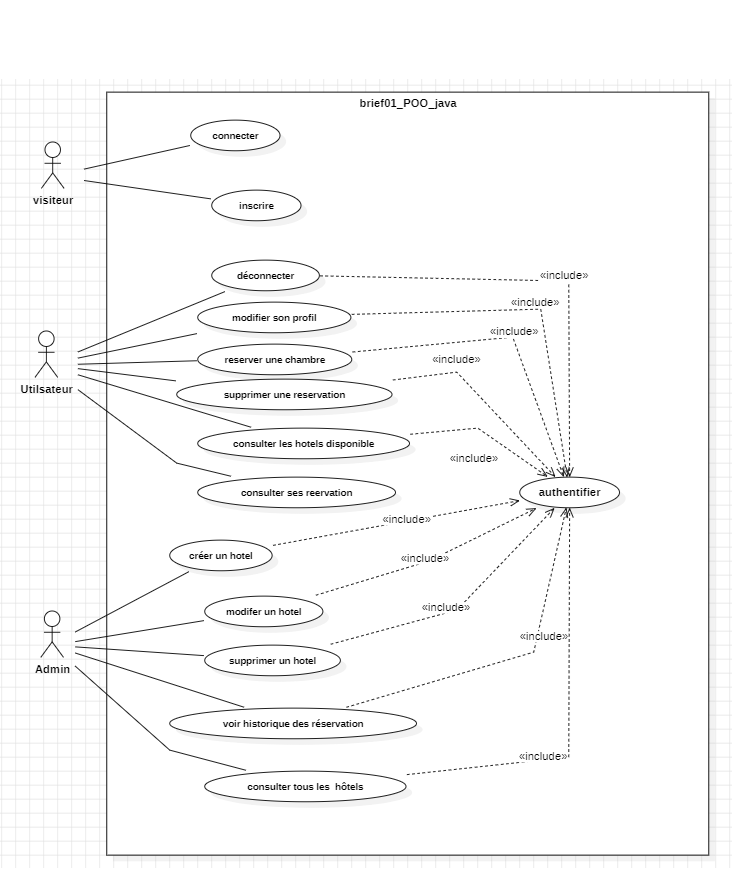 brief01_POO_java
connecter
visiteur
inscrire
déconnecter
«include»
«include»
modifier son profil
«include»
reserver une chambre
«include»
Utilsateur
supprimer une reservation
consulter les hotels disponible
«include»
consulter ses reervation
authentifier
«include»
créer un hotel
«include»
modifer un hotel
«include»
«include»
supprimer un hotel
Admin
voir historique des réservation
«include»
consulter tous les hôtels